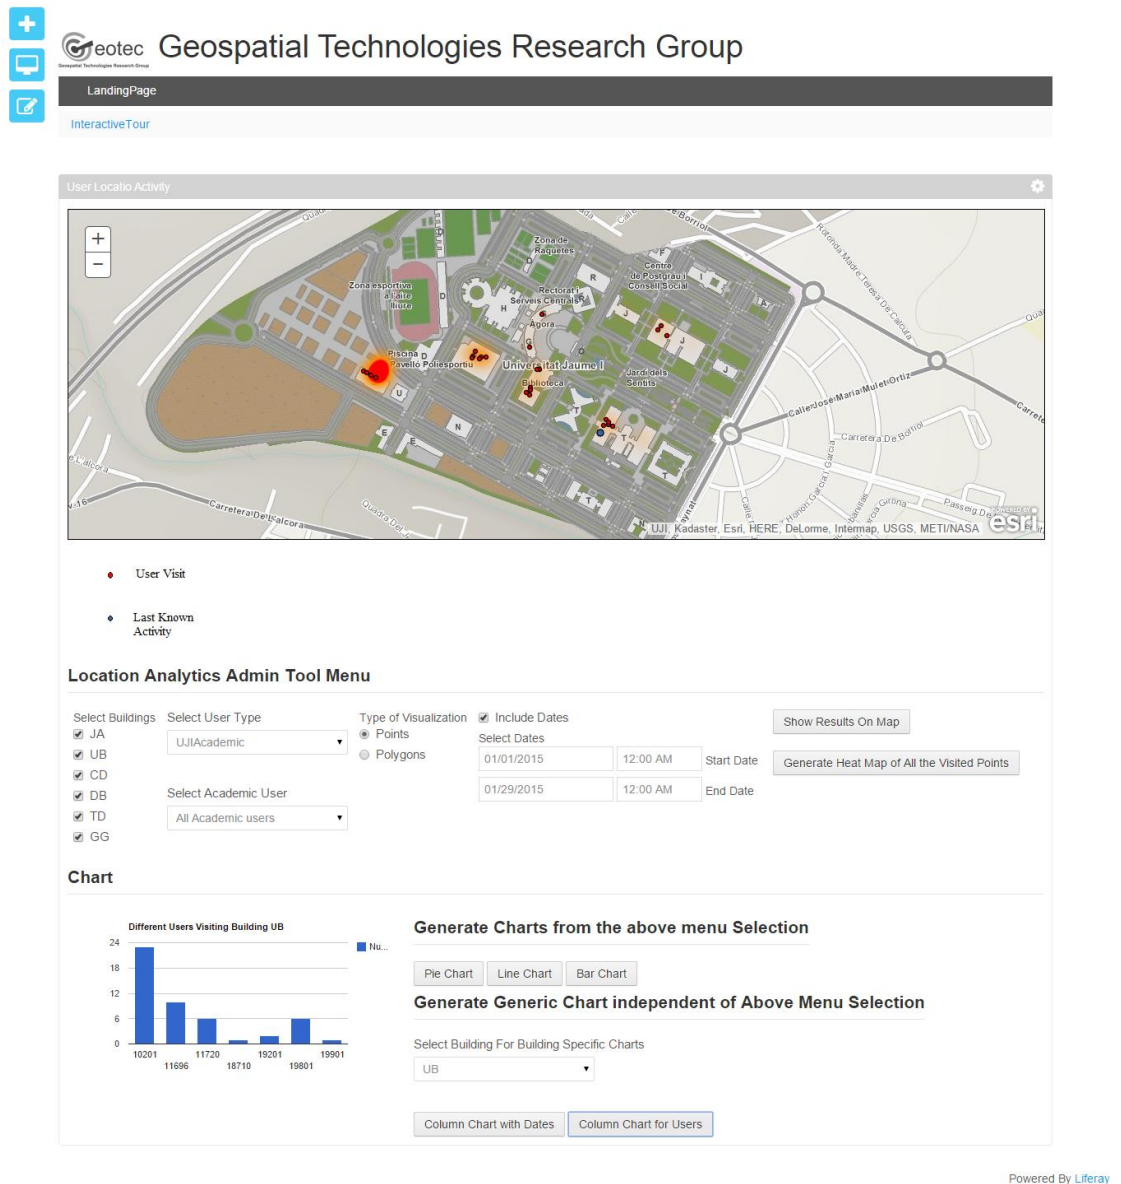 Geotec
Geospatial Technologies Research Group
Geospatial Technologies Research Group
LandingPage
InteractiveTour
User Locatio Activity
+
−
Zona de
Raquetes
Centre
de Postgrau i
Consell Social
Zona esportiva
a l'aire
lliure
Rectorat i
Serveis Centrals
Àgora
Piscina
Pavelló Poliesportiu
Universitat Jaume I
Biblioteca
Jardí dels
Sentits
Rotonda Madre Teresa De Calcuta
Calle José Maria Mulet Ortiz
Carretera De Borriol
Carretera De L'alcora
UJI, Kadaster, Esri, HERE, DeLorme, Intermap, USGS, METI/NASA
POWERED BY
esri
User Visit
Last Known
Activity
Location Analytics Admin Tool Menu
Select Buildings
JA
UB
CD
DB
TD
GG
Select User Type
UJIAcademic
Select Academic User
All Academic users
Type of Visualization
Points
Polygons
Include Dates
Select Dates
01/01/2015 12:00 AM Start Date
01/29/2015 12:00 AM End Date
Show Results On Map
Generate Heat Map of All the Visited Points
Chart
Different Users Visiting Building UB
24
18
12
6
0
10201 11720 19201 19901
11696 18710 19801
Nu...
Generate Charts from the above menu Selection
Pie Chart Line Chart Bar Chart
Generate Generic Chart independent of Above Menu Selection
Select Building For Building Specific Charts
UB
Column Chart with Dates Column Chart for Users
Powered By Liferay